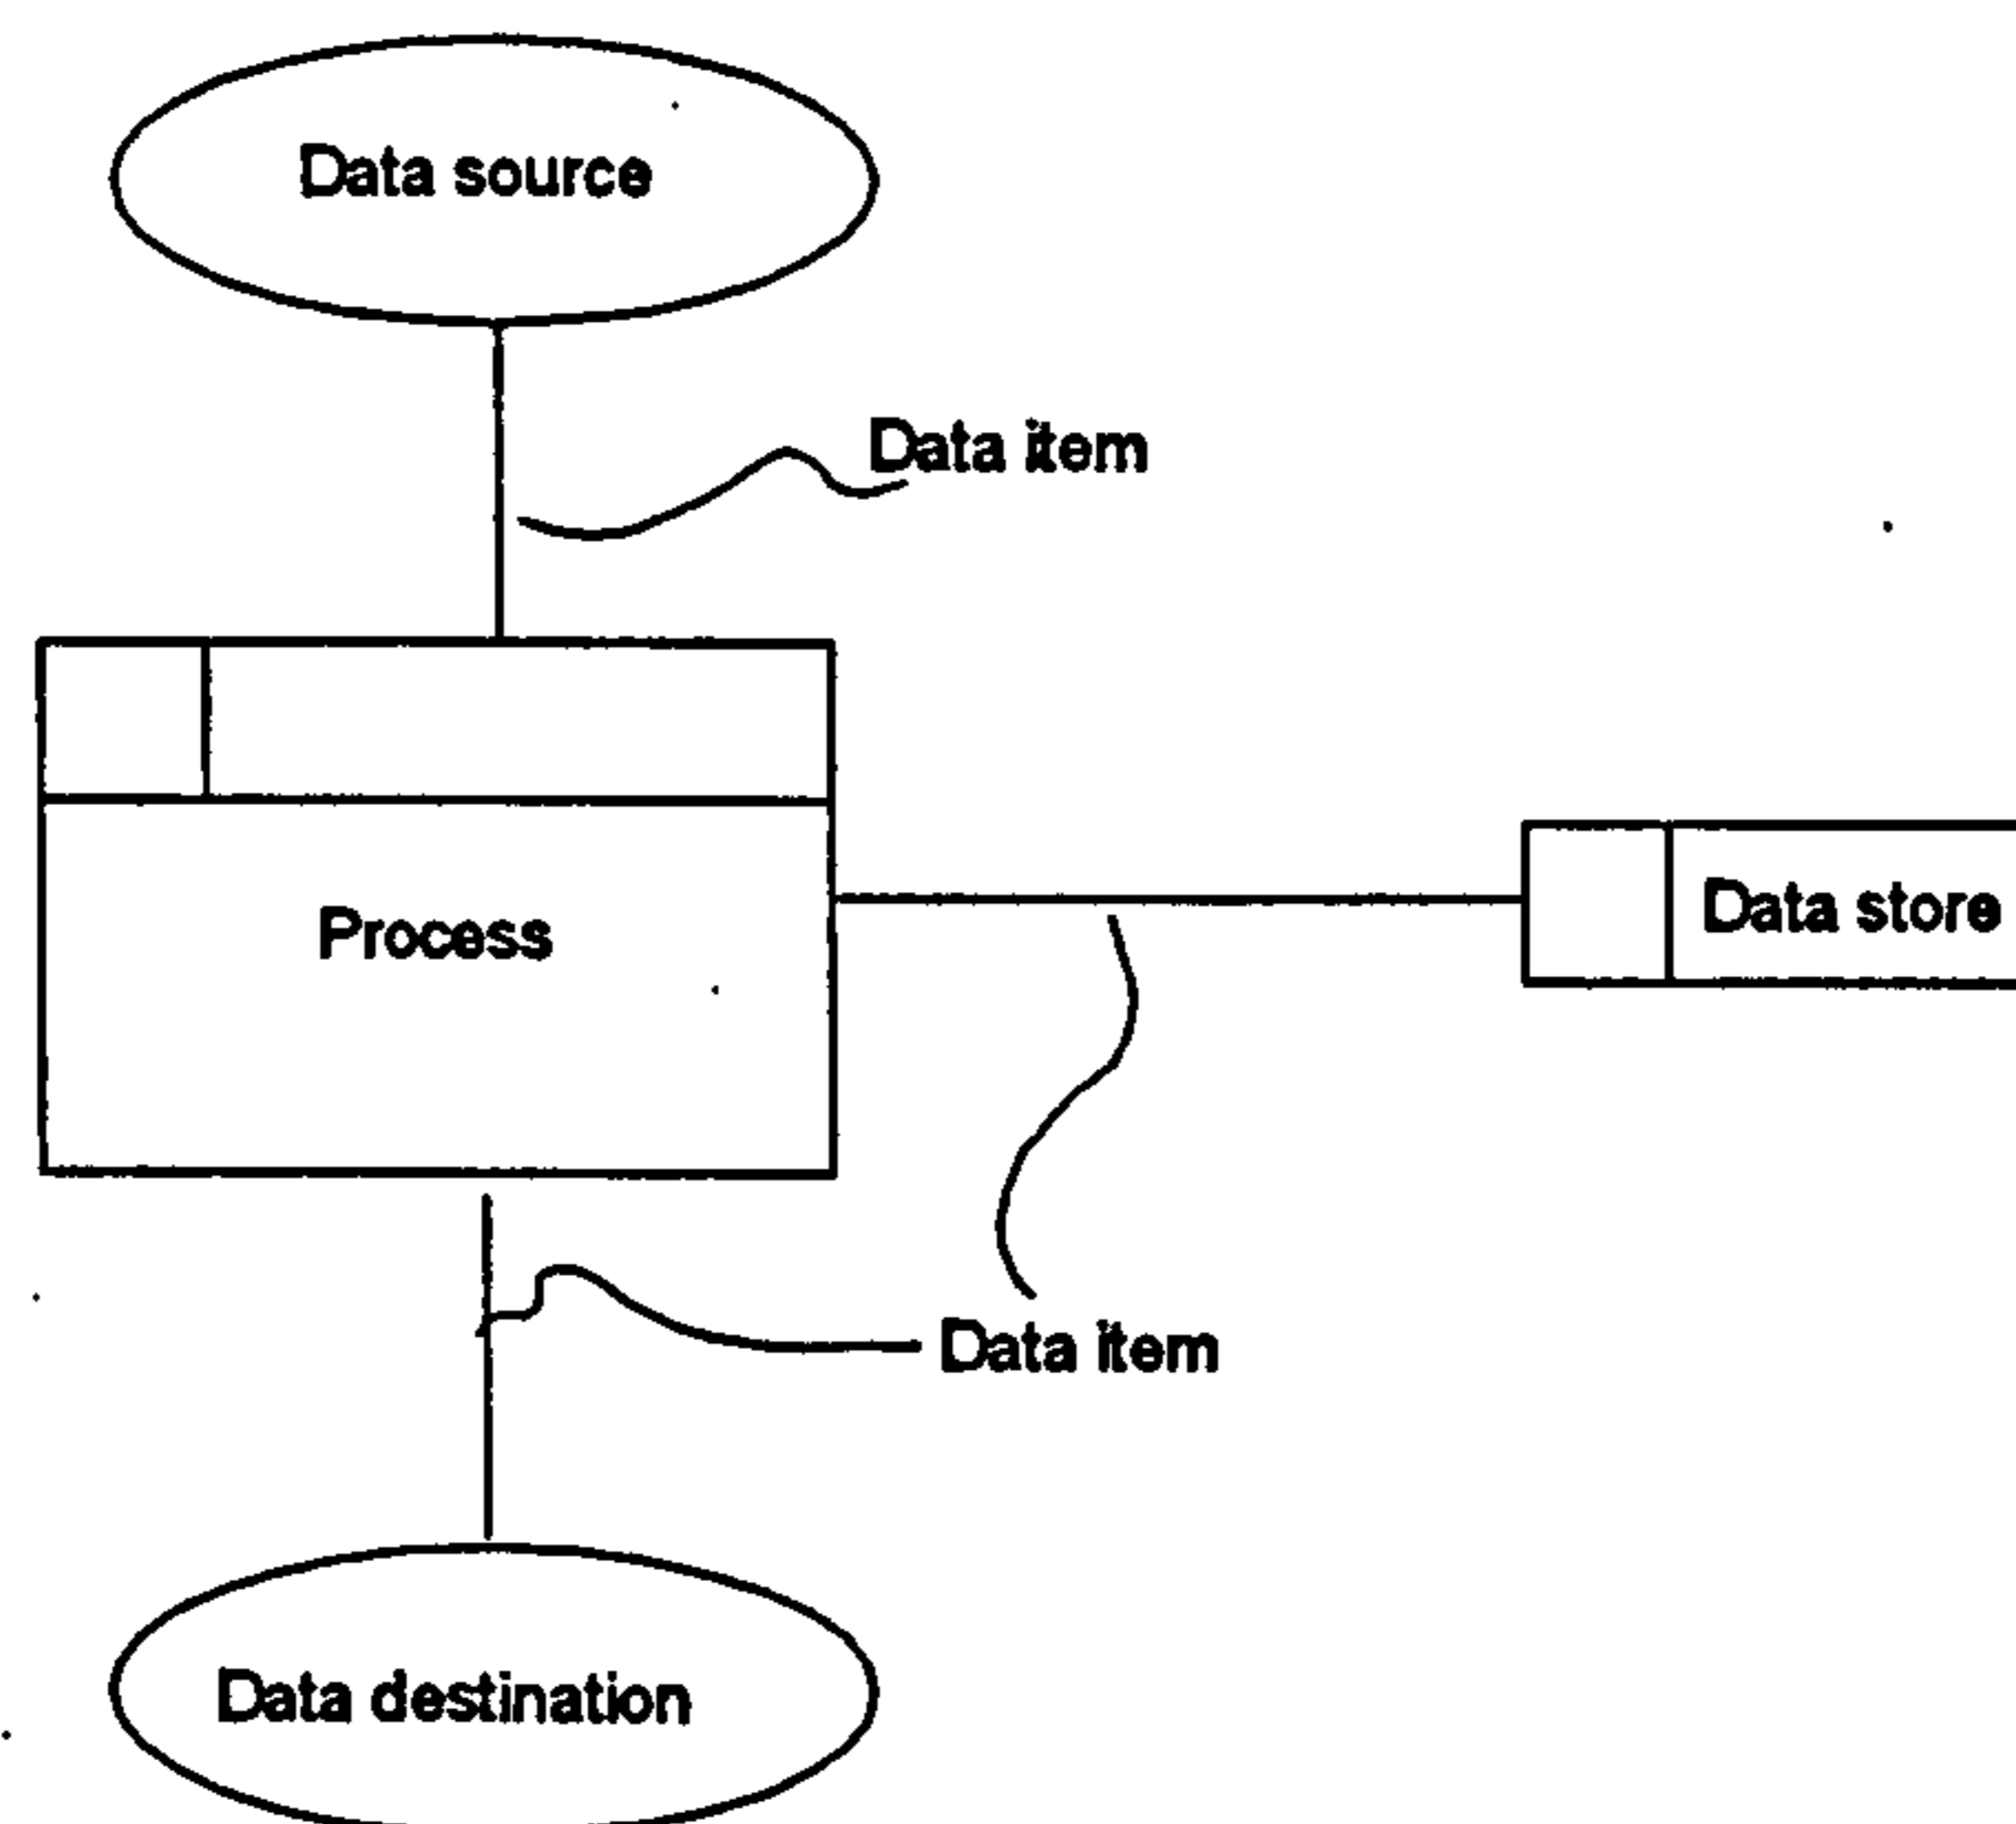 Data source
Data item
Process
Data store
Data item
Data destination